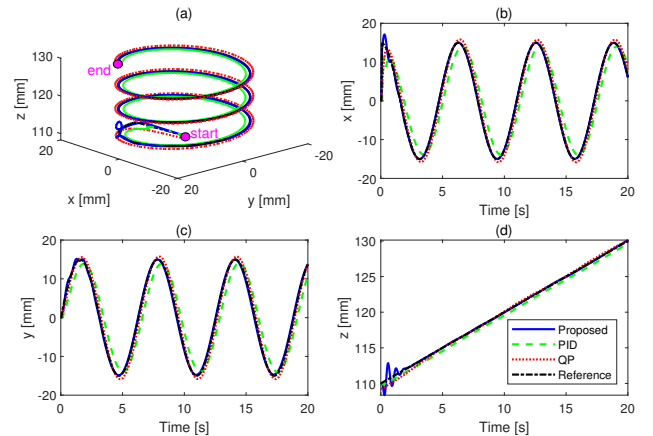 (a)
130
120
110
z [mm]
end
start
20
0
-20
x [mm]
20
0
-20
y [mm]
(b)
20
10
0
-10
-20
x [mm]
0
5
10
15
20
Time [s]
(c)
20
10
0
-10
-20
y [mm]
0
5
10
15
20
Time [s]
(d)
130
125
120
115
110
z [mm]
0
5
10
15
20
Time [s]
Proposed
PID
QP
Reference